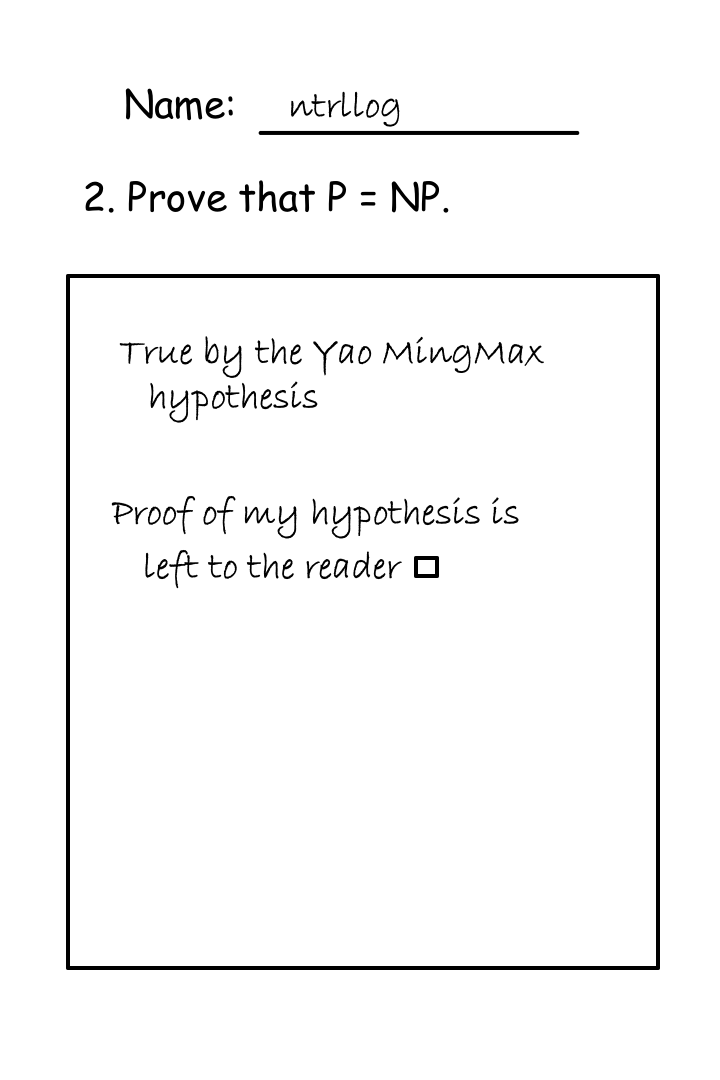 Name: ntrllog
2. Prove that P = NP.
True by the Yao MingMax
hypothesis
Proof of my hypothesis is
left to the reader □